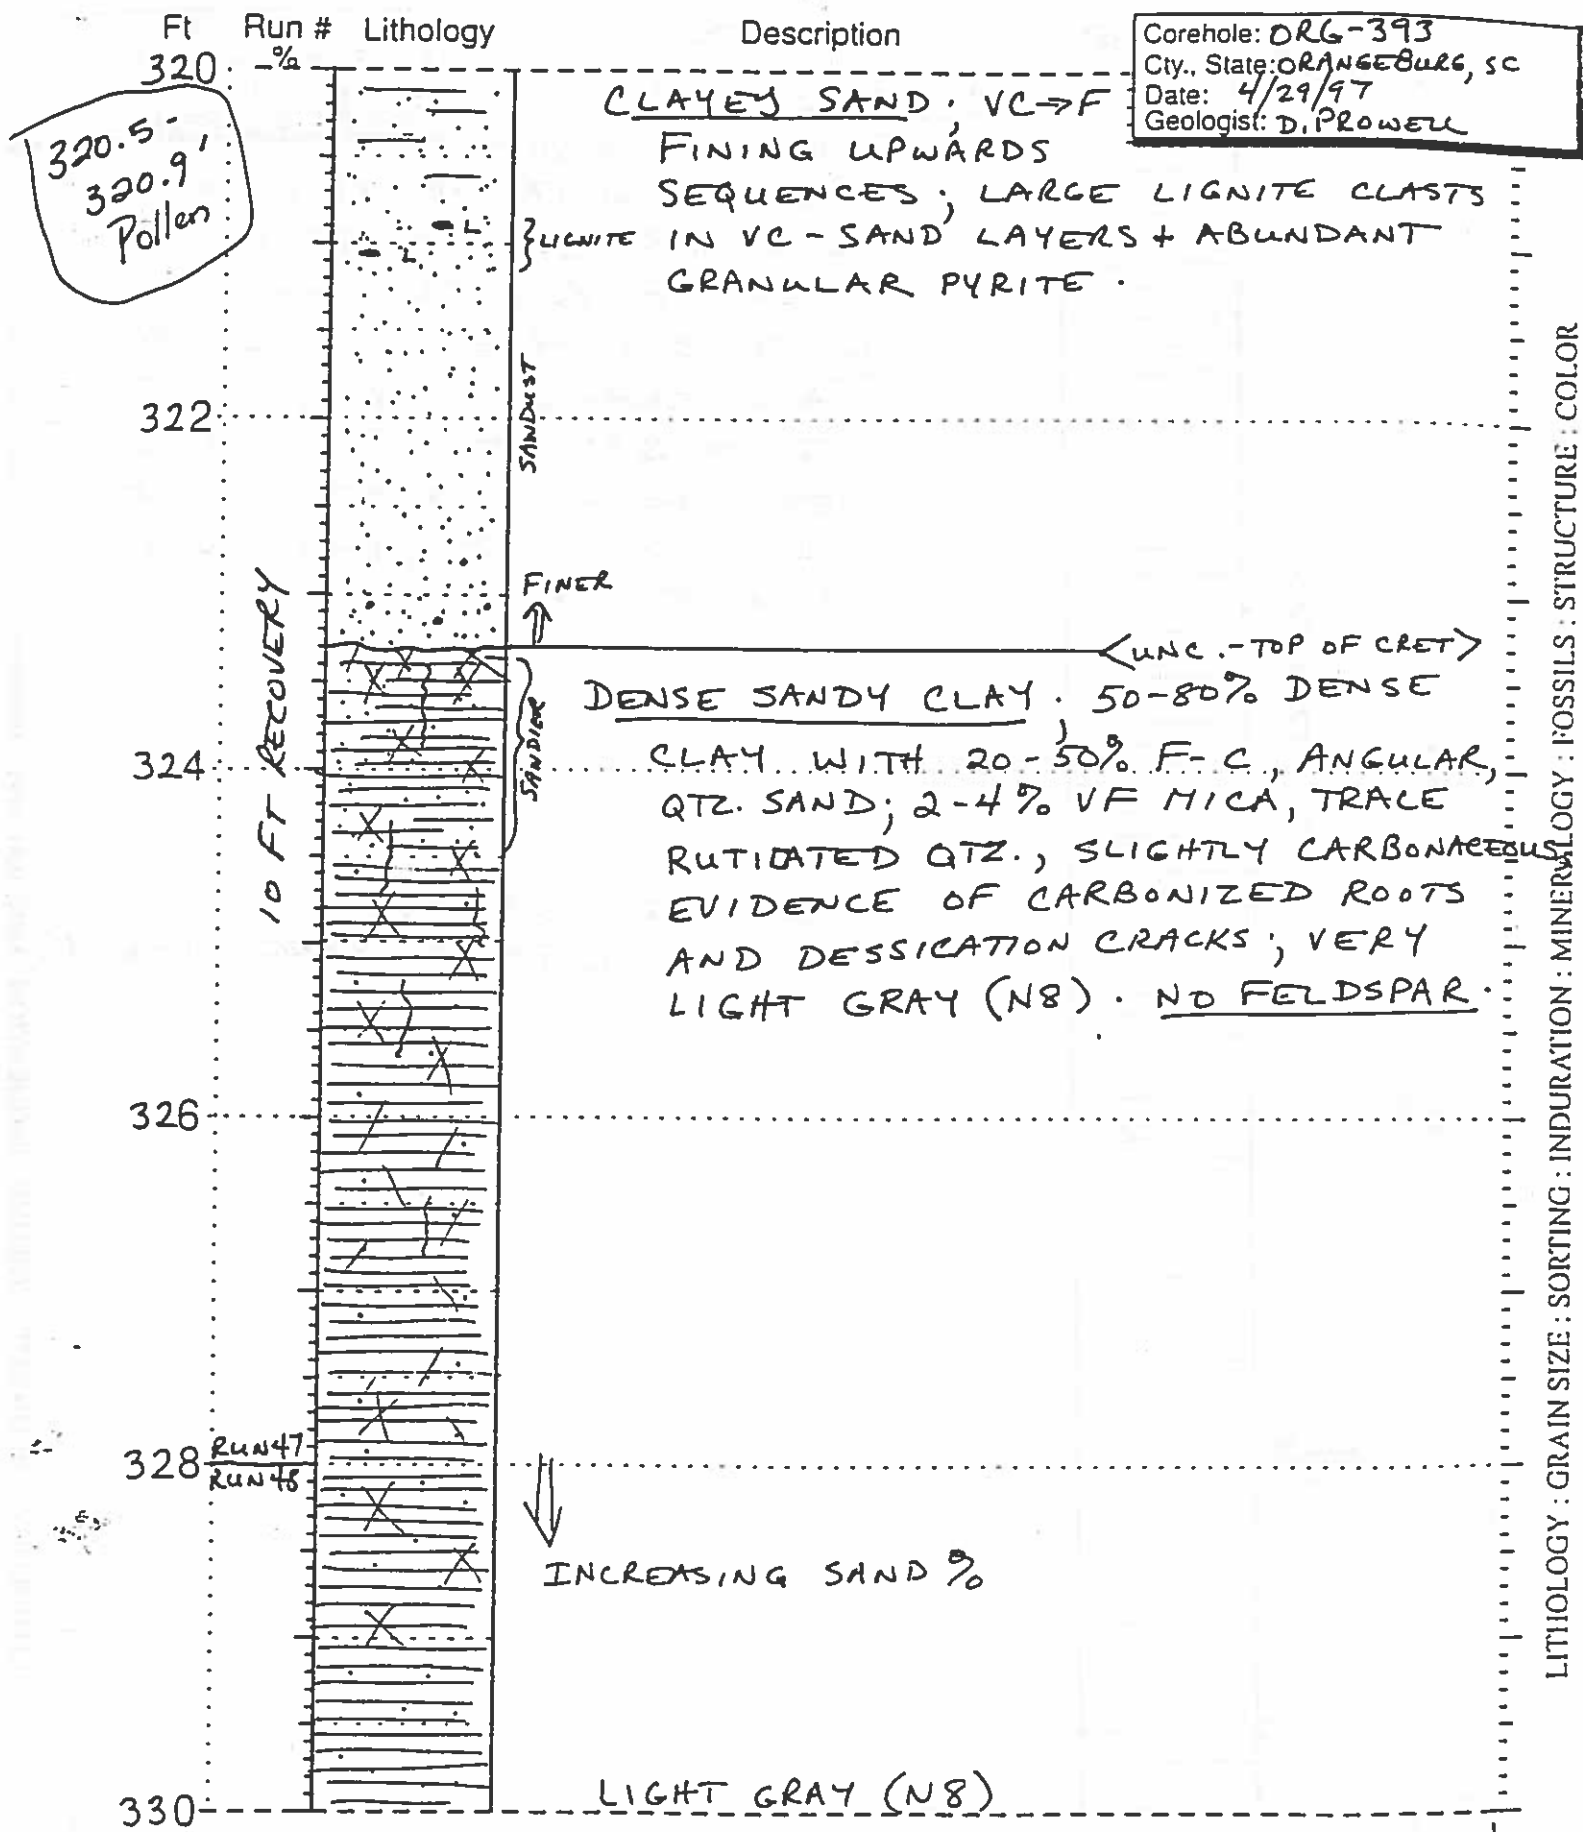 Ft Run # Lithology Description
-%
Corehole: ORG-393
Cty., State: ORANGEBURG, SC
Date: 4/29/97
Geologist: D. PROWELL
320
320.5-
320.9'
Pollen
CLAYEY SAND; VC→F
FINING UPWARDS
SEQUENCES; LARGE LIGNITE CLASTS
IN VC-SAND LAYERS + ABUNDANT
GRANULAR PYRITE.
L
L
}LIGNITE
322
SANDIEST
FINER
10 FT RECOVERY
<UNC.-TOP OF CRET>
SANDIER
DENSE SANDY CLAY; 50-80% DENSE
324
CLAY WITH 20-50% F-C, ANGULAR,
QTZ. SAND; 2-4% VF MICA, TRACE
RUTILATED QTZ., SLIGHTLY CARBONACEOUS,
EVIDENCE OF CARBONIZED ROOTS
AND DESSICATION CRACKS; VERY
LIGHT GRAY (N8). NO FELDSPAR.
326
328
RUN 47
RUN 48
INCREASING SAND %
LIGHT GRAY (N8)
330
LITHOLOGY : GRAIN SIZE : SORTING : INDURATION : MINERALOGY : FOSSILS : STRUCTURE : COLOR